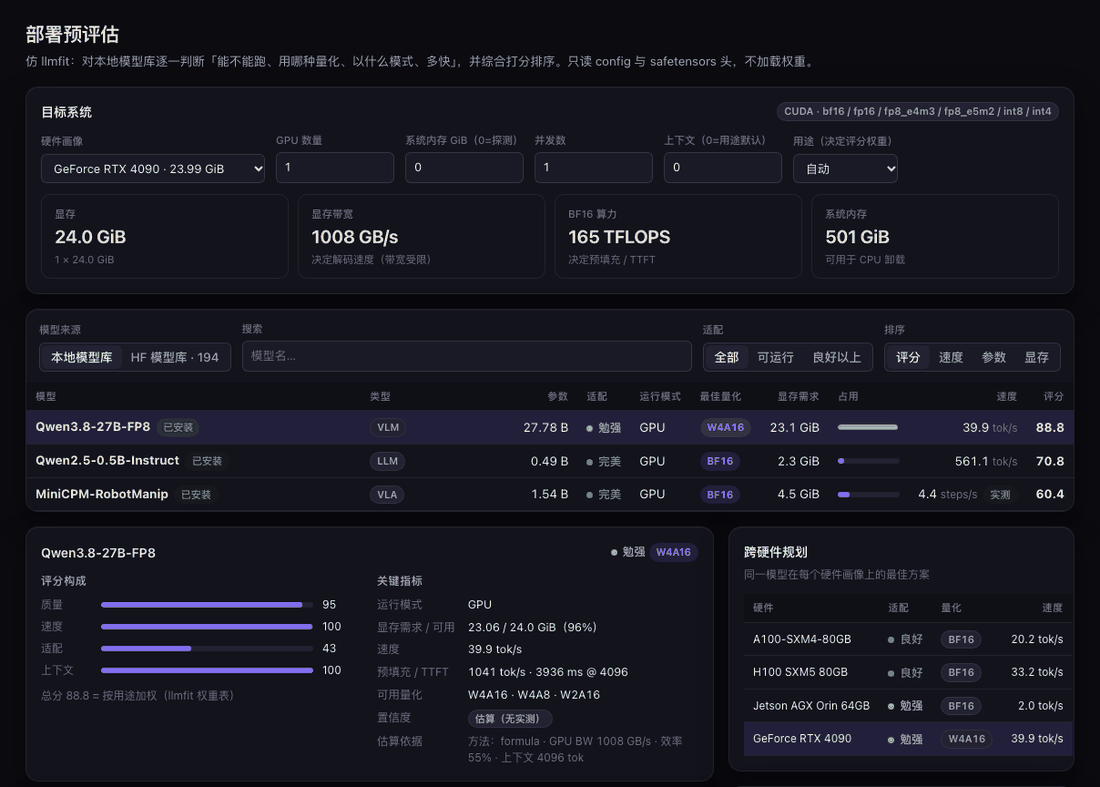 部署预评估
仿 llmfit：对本地模型库逐一判断「能不能跑、用哪种量化、以什么模式、多快」，并综合打分排序。只读 config 与 safetensors 头，不加载权重。
目标系统
CUDA · bf16 / fp16 / fp8_e4m3 / fp8_e5m2 / int8 / int4
硬件画像 GPU 数量 系统内存 GiB（0=探测） 并发数 上下文（0=用途默认） 用途（决定评分权重）
GeForce RTX 4090 · 23.99 GiB 1 0 1 0 自动
显存 显存带宽 BF16 算力 系统内存
24.0 GiB 1008 GB/s 165 TFLOPS 501 GiB
1 × 24.0 GiB 决定解码速度（带宽受限） 决定预填充 / TTFT 可用于 CPU 卸载
模型来源 搜索 适配 排序
本地模型库 HF 模型库 · 194 模型名... 全部 可运行 良好以上 评分 速度 参数 显存
模型 类型 参数 适配 运行模式 最佳量化 显存需求 占用 速度 评分
Qwen3.8-27B-FP8 已安装 VLM 27.78 B 勉强 GPU W4A16 23.1 GiB 39.9 tok/s 88.8
Qwen2.5-0.5B-Instruct 已安装 LLM 0.49 B 完美 GPU BF16 2.3 GiB 561.1 tok/s 70.8
MiniCPM-RobotManip 已安装 VLA 1.54 B 完美 GPU BF16 4.5 GiB 4.4 steps/s 实测 60.4
Qwen3.8-27B-FP8 勉强 W4A16
评分构成
质量 95
速度 100
适配 43
上下文 100
总分 88.8 = 按用途加权（llmfit 权重表）
关键指标
运行模式 GPU
显存需求 / 可用 23.06 / 24.0 GiB（96%）
速度 39.9 tok/s
预填充 / TTFT 1041 tok/s · 3936 ms @ 4096
可用量化 W4A16 · W4A8 · W2A16
置信度 估算（无实测）
估算依据 方法：formula · GPU BW 1008 GB/s · 效率
55% · 上下文 4096 tok
跨硬件规划
同一模型在每个硬件画像上的最佳方案
硬件 适配 量化 速度
A100-SXM4-80GB 良好 BF16 20.2 tok/s
H100 SXM5 80GB 良好 BF16 33.2 tok/s
Jetson AGX Orin 64GB 勉强 BF16 2.0 tok/s
GeForce RTX 4090 勉强 W4A16 39.9 tok/s